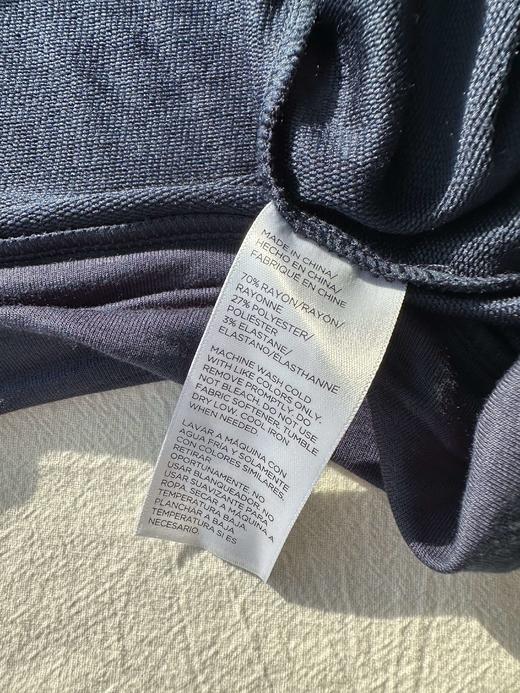 MADE IN CHINA/
HECHO EN CHINA/
FABRIQUÉ EN CHINE
70% RAYON/RAYÓN/
RAYONNE
27% POLYESTER/
POLIÉSTER
3% ELASTANE/
ELASTANO/ÉLASTHANNE
MACHINE WASH COLD
WITH LIKE COLORS ONLY.
REMOVE PROMPTLY. DO
NOT BLEACH. DO NOT USE
FABRIC SOFTENER. TUMBLE
DRY LOW. COOL IRON
WHEN NEEDED
LAVAR A MÁQUINA CON
AGUA FRÍA Y SOLAMENTE
CON COLORES SIMILARES.
RETIRAR
OPORTUNAMENTE. NO
USAR BLANQUEADOR. NO
USAR SUAVIZANTE PARA
ROPA. SECAR A MÁQUINA A
TEMPERATURA BAJA.
PLANCHAR A BAJA
TEMPERATURA SI ES
NECESARIO.